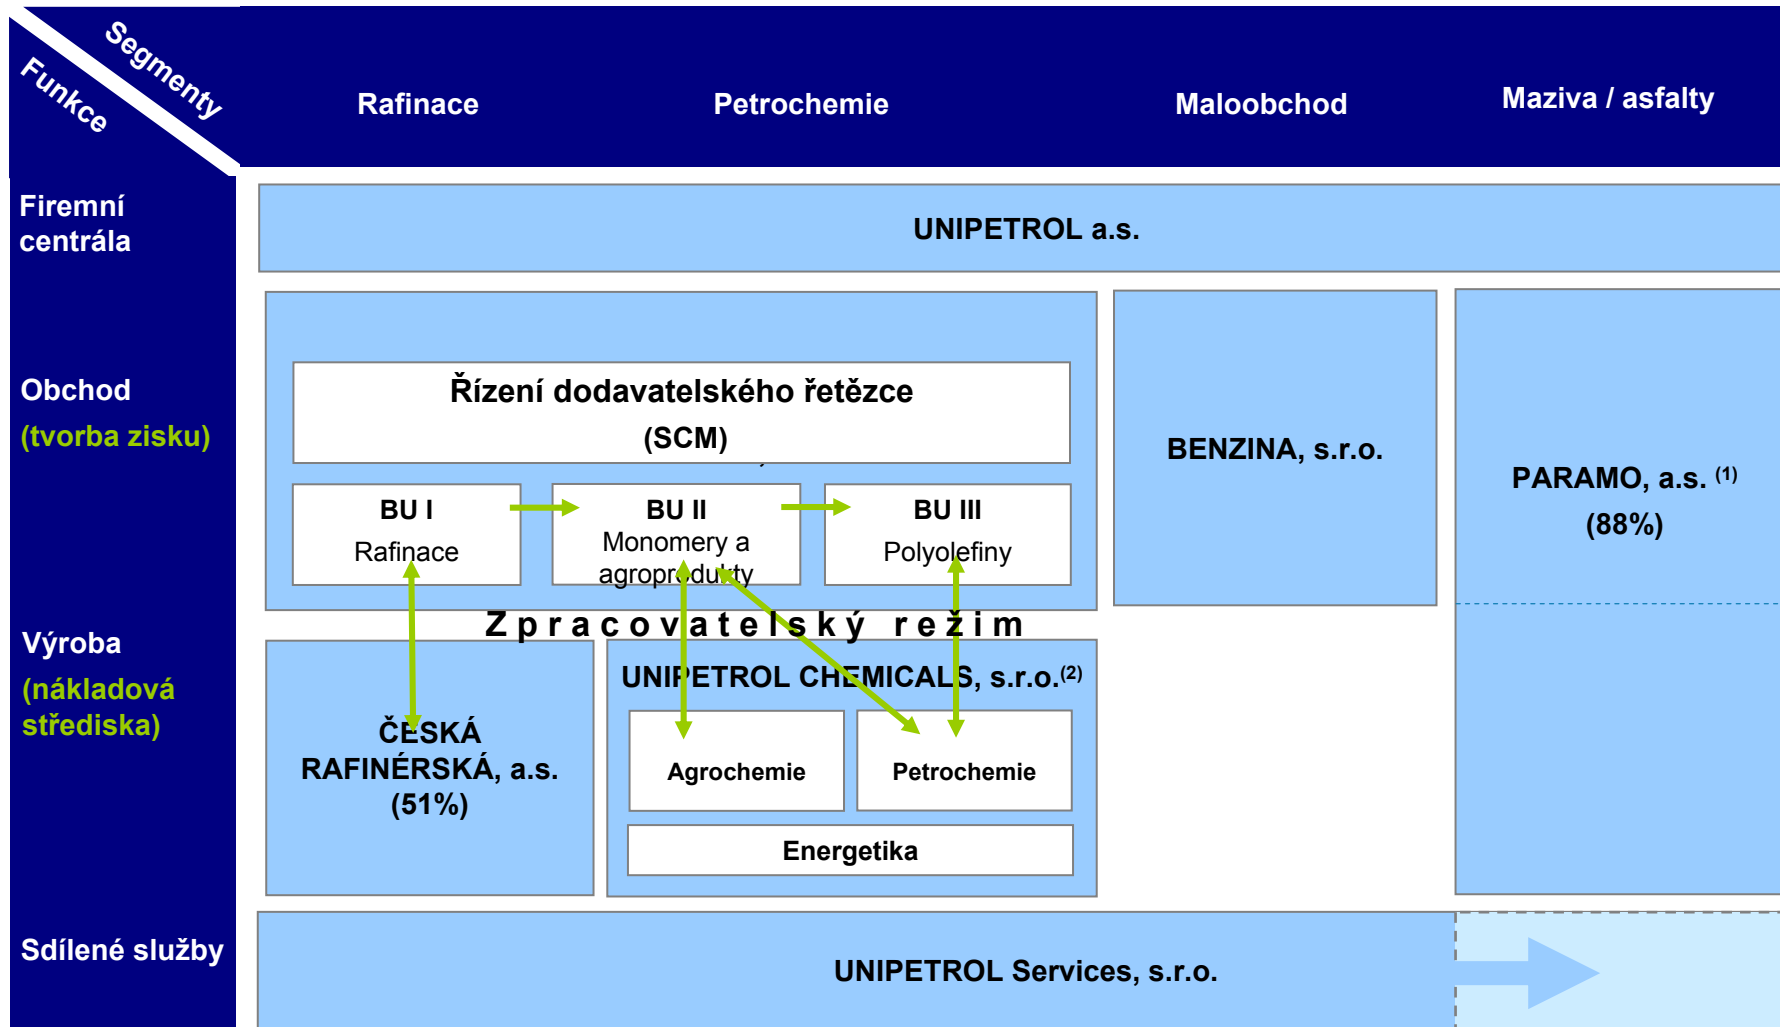 Segmenty
Funkce
Rafinace
Petrochemie
Maloobchod
Maziva / asfalty
Firemní
centrála
UNIPETROL a.s.
Obchod
(tvorba zisku)
Řízení dodavatelského řetězce
(SCM)
BU I
Rafinace
BU II
Monomery a
agroprodukty
BU III
Polyolefiny
BENZINA, s.r.o.
PARAMO, a.s. (1)
(88%)
Zpracovatelský režim
Výroba
(nákladová
střediska)
ČESKÁ
RAFINÉRSKÁ, a.s.
(51%)
UNIPETROL CHEMICALS, s.r.o.(2)
Agrochemie
Petrochemie
Energetika
Sdílené služby
UNIPETROL Services, s.r.o.